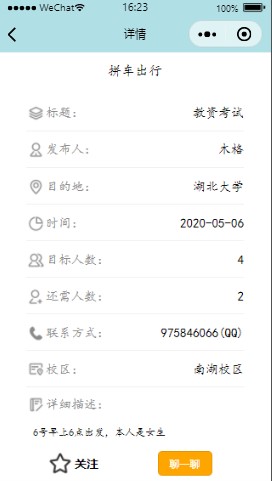 WeChat 16:23 100%
详情
拼车出行
标题: 教资考试
发布人: 木格
目的地: 湖北大学
时间: 2020-05-06
目标人数: 4
还需人数: 2
联系方式: 975846066(QQ)
校区: 南湖校区
详细描述:
6号早上6点出发，本人是女生
关注 聊一聊